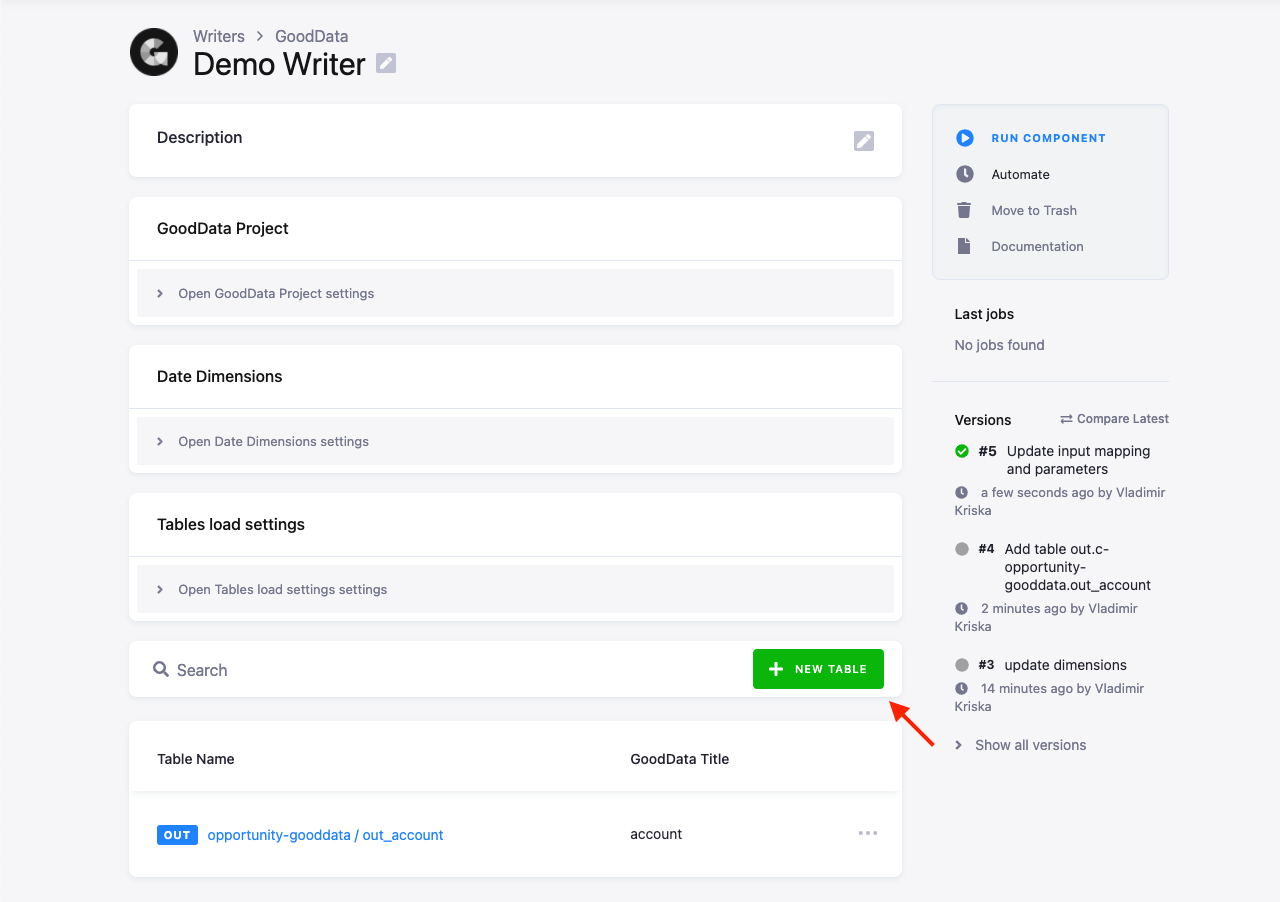 Writers > GoodData
Demo Writer
Description
GoodData Project
Open GoodData Project settings
Date Dimensions
Open Date Dimensions settings
Tables load settings
Open Tables load settings settings
Search
NEW TABLE
Table Name GoodData Title
OUT opportunity-gooddata / out_account account
RUN COMPONENT
Automate
Move to Trash
Documentation
Last jobs
No jobs found
Versions Compare Latest
#5 Update input mapping
and parameters
a few seconds ago by Vladimir
Kriska
#4 Add table out.c-
opportunity-
gooddata.out_account
2 minutes ago by Vladimir
Kriska
#3 update dimensions
14 minutes ago by Vladimir
Kriska
Show all versions